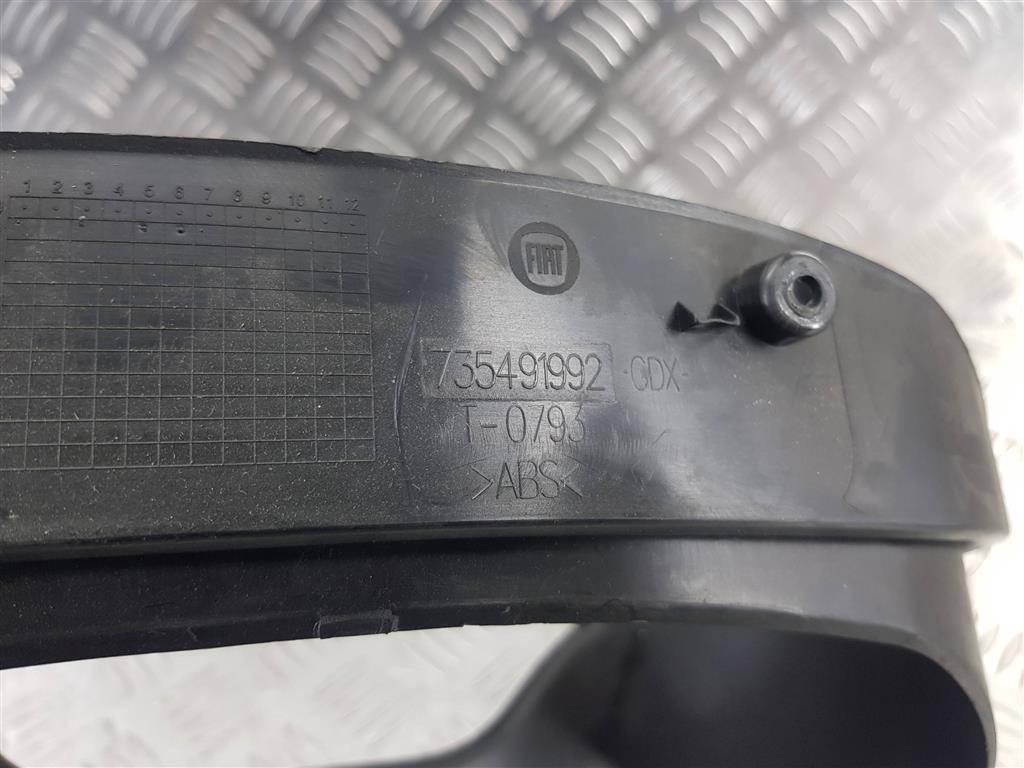 1 2 3 4 5 6 7 8 9 10 11 12
FIAT
735491992 -CDX-
T-0793
>ABS<